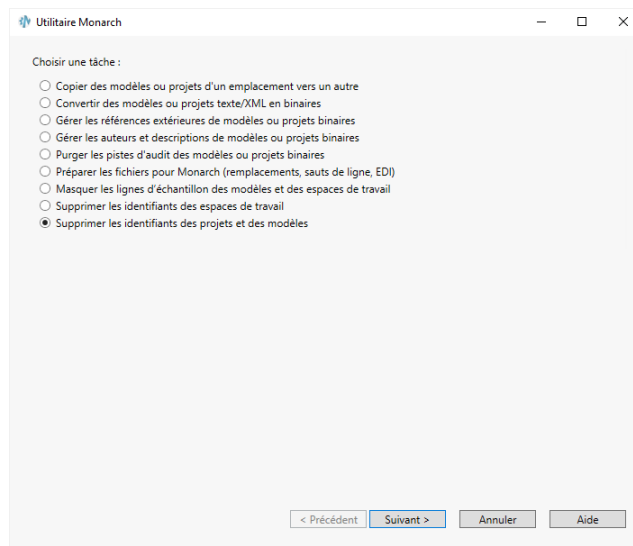 Utilitaire Monarch
Choisir une tâche :
Copier des modèles ou projets d'un emplacement vers un autre
Convertir des modèles ou projets texte/XML en binaires
Gérer les références extérieures de modèles ou projets binaires
Gérer les auteurs et descriptions de modèles ou projets binaires
Purger les pistes d'audit des modèles ou projets binaires
Préparer les fichiers pour Monarch (remplacements, sauts de ligne, EDI)
Masquer les lignes d’échantillon des modèles et des espaces de travail
Supprimer les identifiants des espaces de travail
Supprimer les identifiants des projets et des modèles
< Précédent Suivant > Annuler Aide